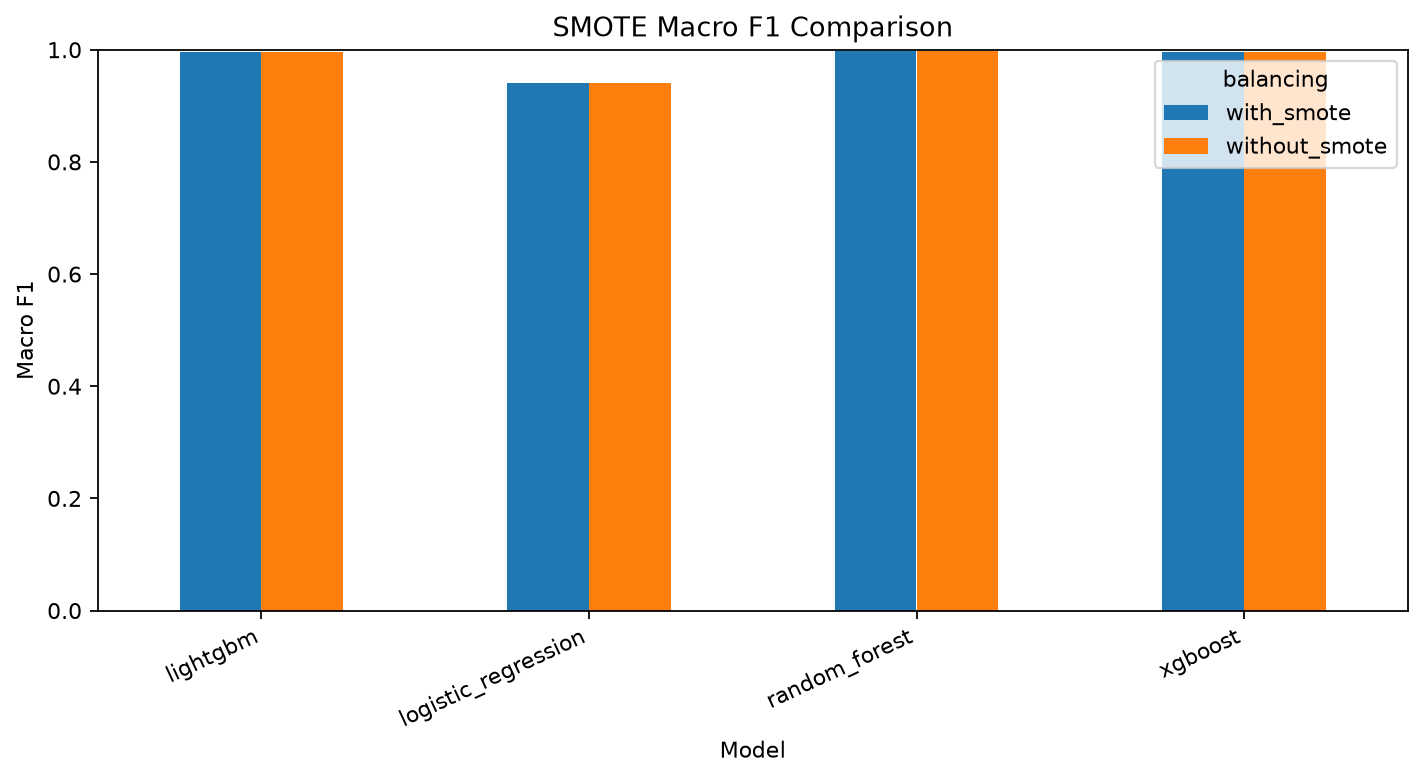 SMOTE Macro F1 Comparison
1.0
0.8
0.6
0.4
0.2
0.0
Macro F1
balancing
with_smote
without_smote
lightgbm
logistic_regression
random_forest
xgboost
Model